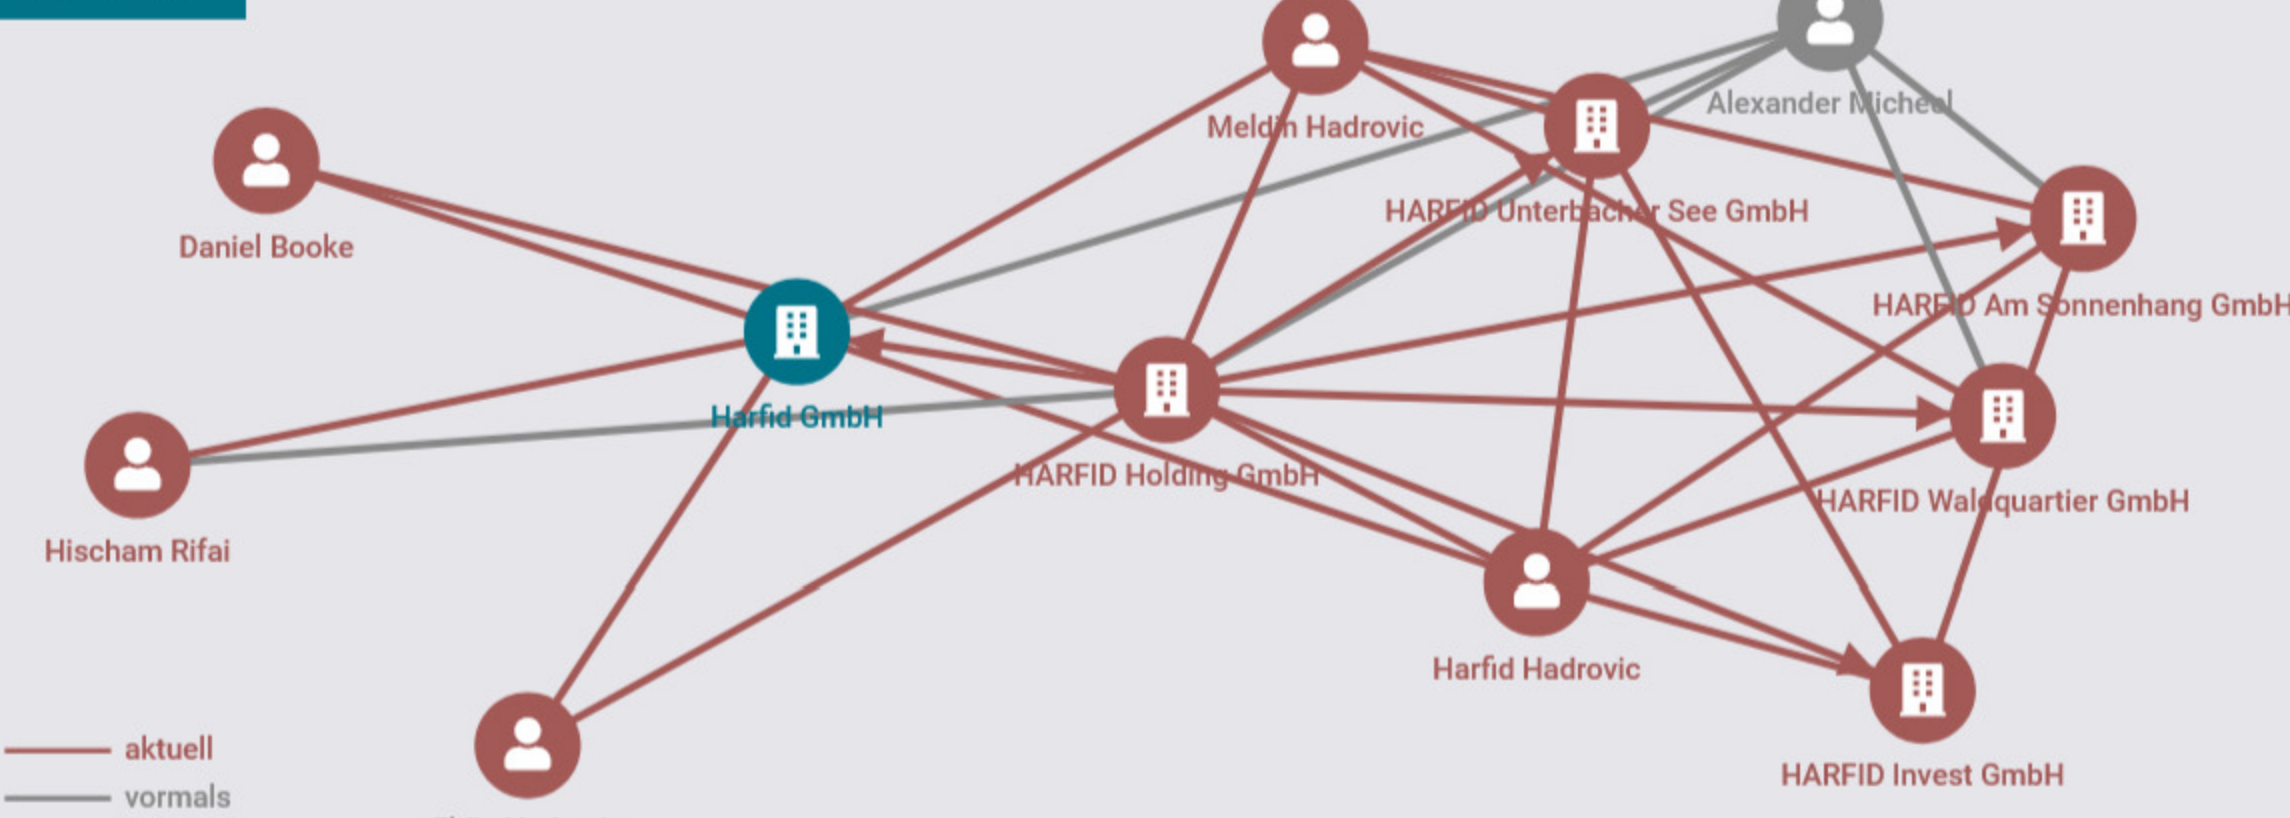 Alexander Micheal
Meldin Hadrovic
HARFID Unterbacher See GmbH
Daniel Booke
HARFID Am Sonnenhang GmbH
Harfid GmbH
HARFID Holding GmbH
HARFID Waldquartier GmbH
Hischam Rifai
Harfid Hadrovic
aktuell
HARFID Invest GmbH
vormals